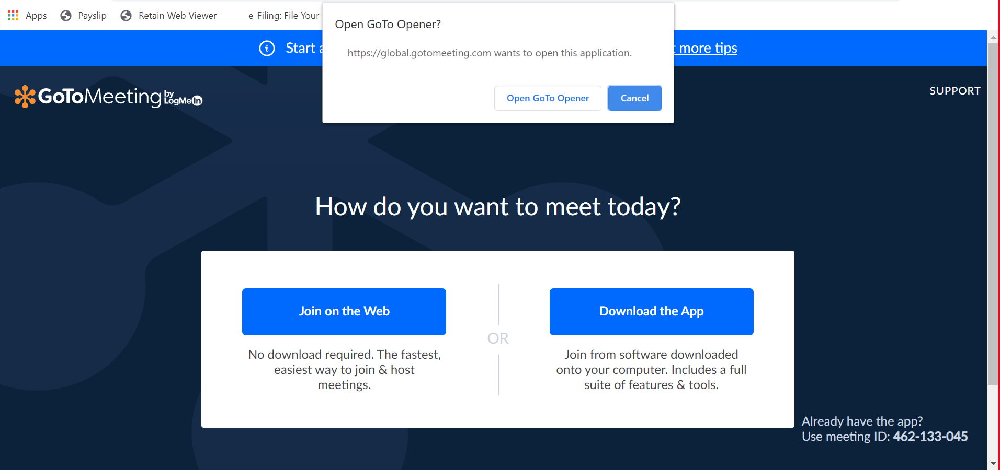 Apps Payslip Retain Web Viewer e-Filing: File Your
Open GoTo Opener?
https://global.gotomeeting.com wants to open this application.
Open GoTo Opener Cancel
Start more tips
GoToMeeting by LogMeIn
SUPPORT
How do you want to meet today?
Join on the Web
No download required. The fastest,
easiest way to join & host
meetings.
OR
Download the App
Join from software downloaded
onto your computer. Includes a full
suite of features & tools.
Already have the app?
Use meeting ID: 462-133-045